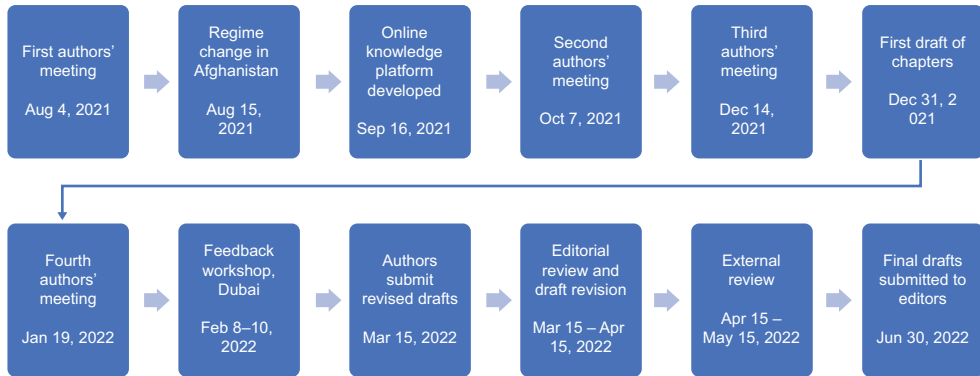 First authors'
meeting
Aug 4, 2021
Regime
change in
Afghanistan
Aug 15,
2021
Online
knowledge
platform
developed
Sep 16, 2021
Second
authors'
meeting
Oct 7, 2021
Third
authors'
meeting
Dec 14,
2021
First draft of
chapters
Dec 31, 2
021
Fourth
authors'
meeting
Jan 19, 2022
Feedback
workshop,
Dubai
Feb 8–10,
2022
Authors
submit
revised drafts
Mar 15, 2022
Editorial
review and
draft revision
Mar 15 – Apr
15, 2022
External
review
Apr 15 –
May 15, 2022
Final drafts
submitted to
editors
Jun 30, 2022